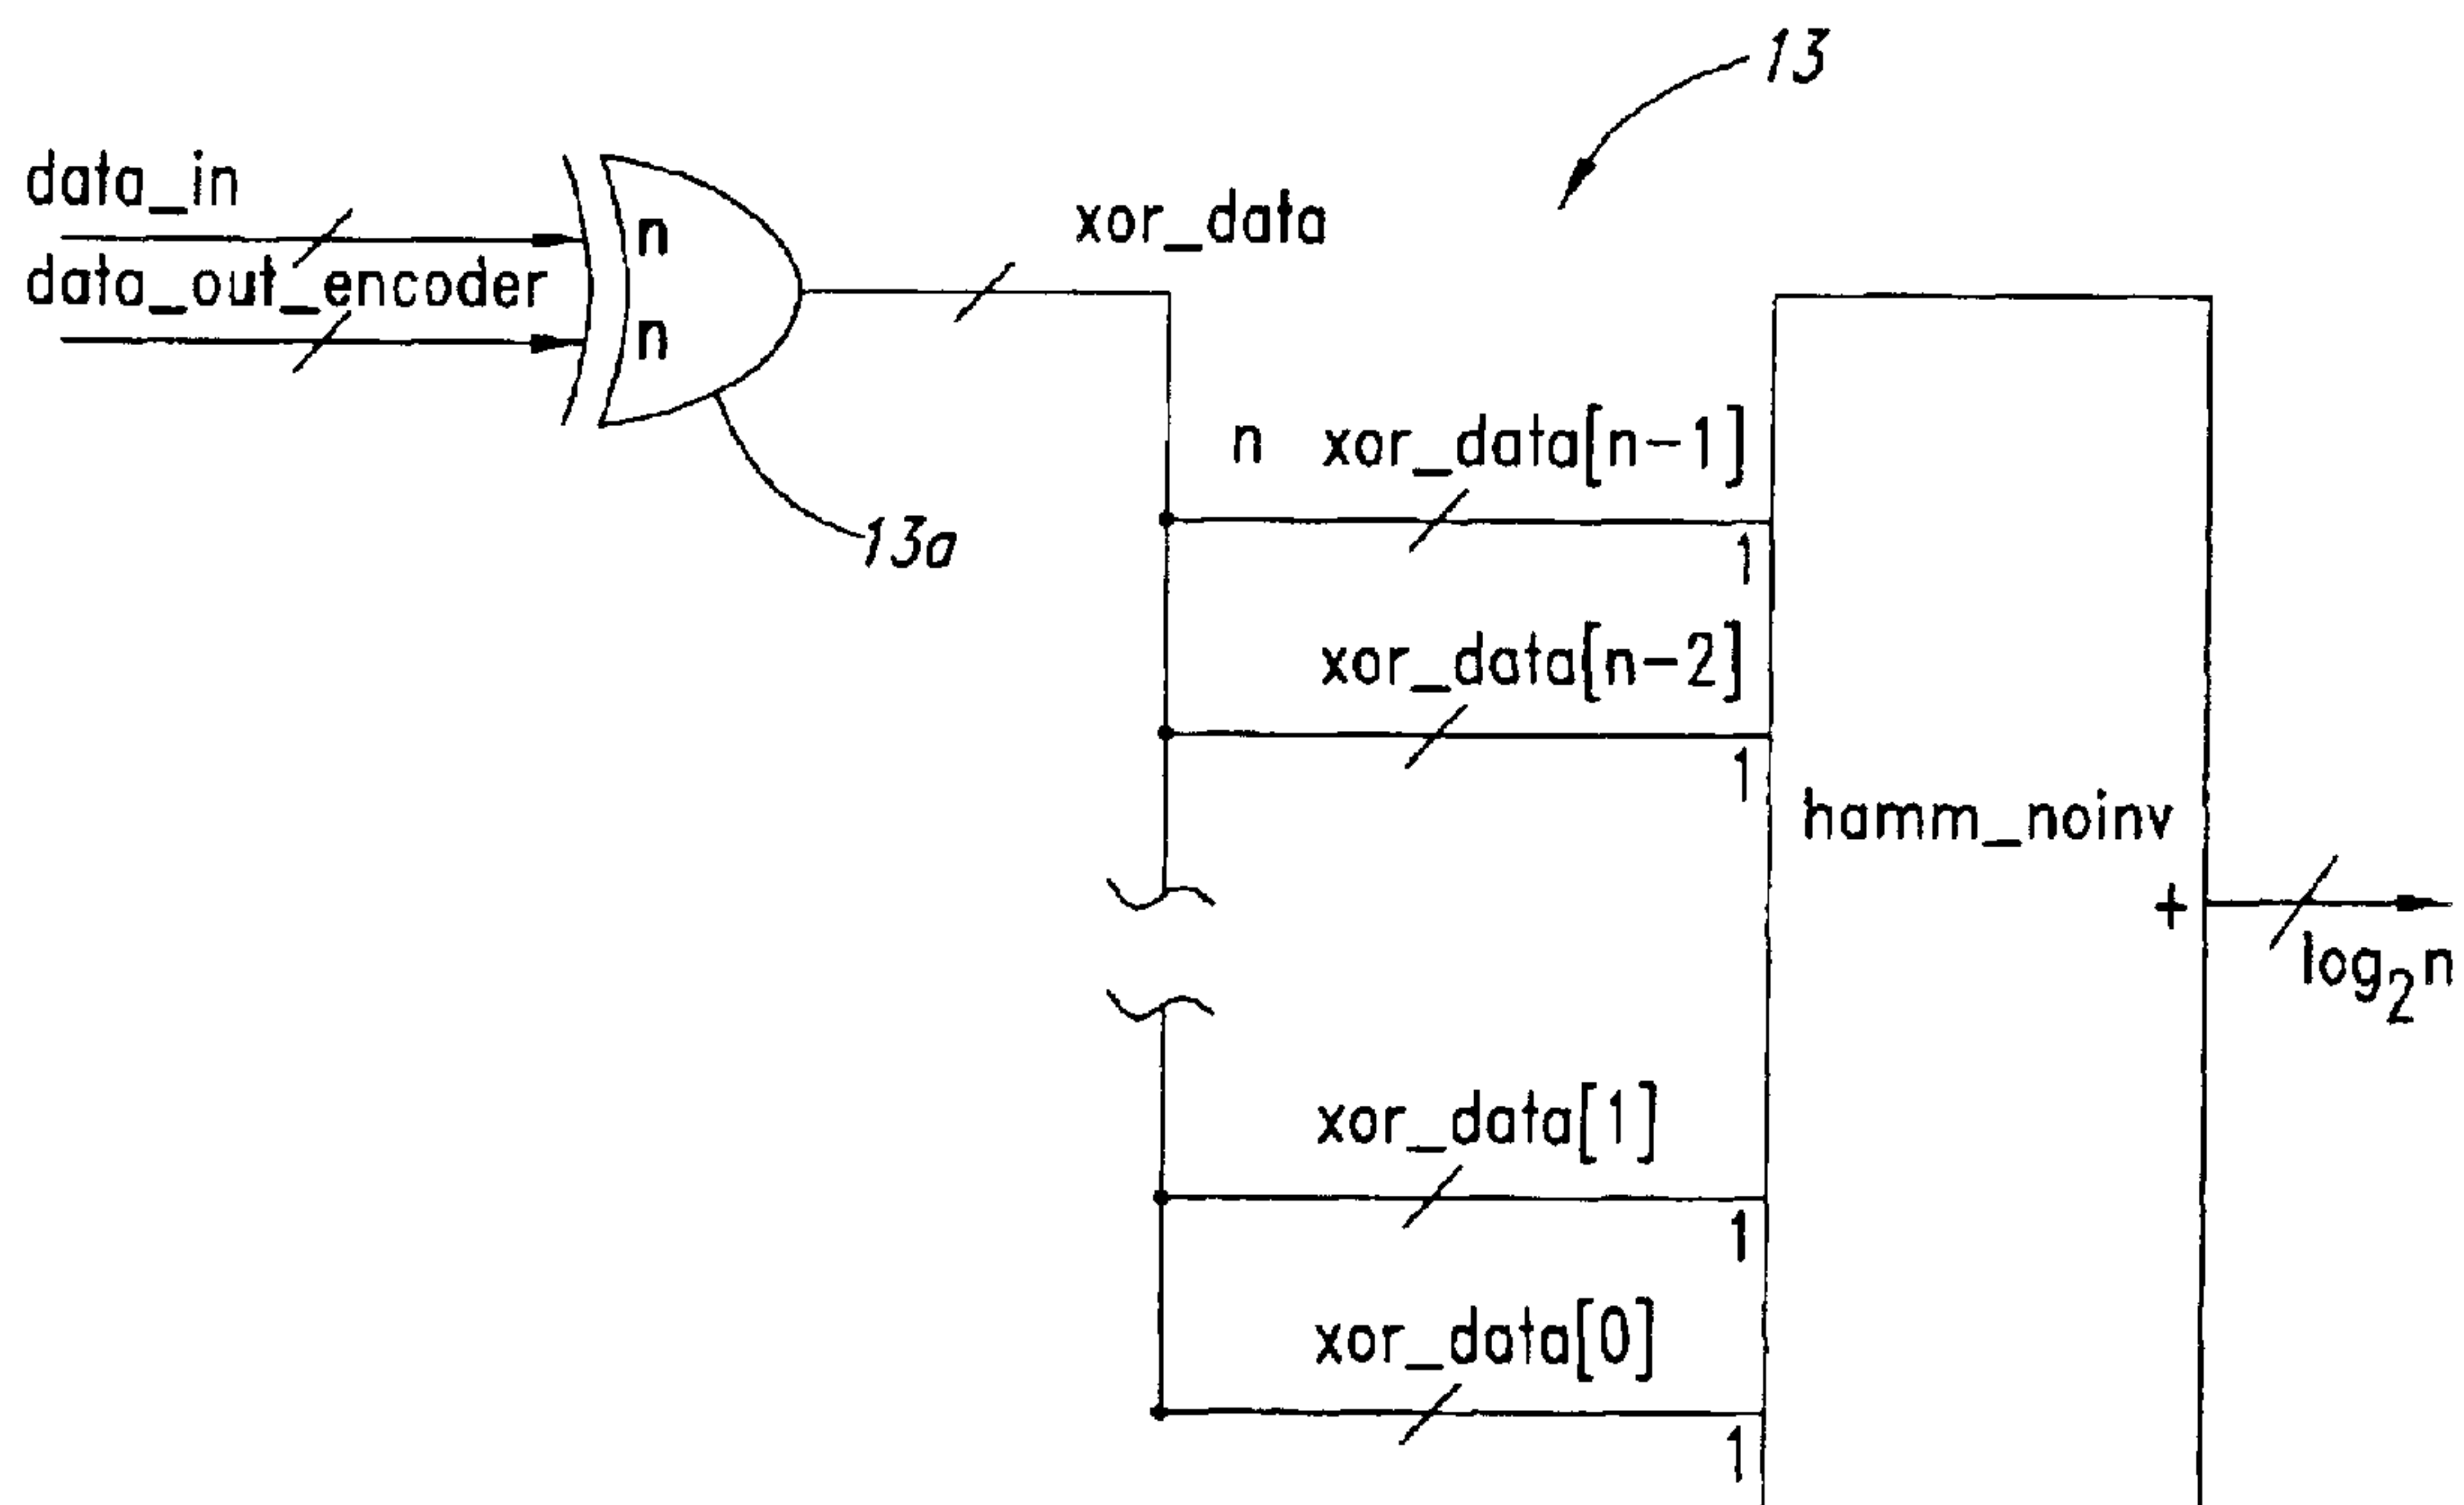 13
data_in
n
xor_data
data_out_encoder
n
n xor_data[n-1]
1
13a
xor_data[n-2]
1
hamm_noinv
+
log2n
xor_data[1]
1
xor_data[0]
1